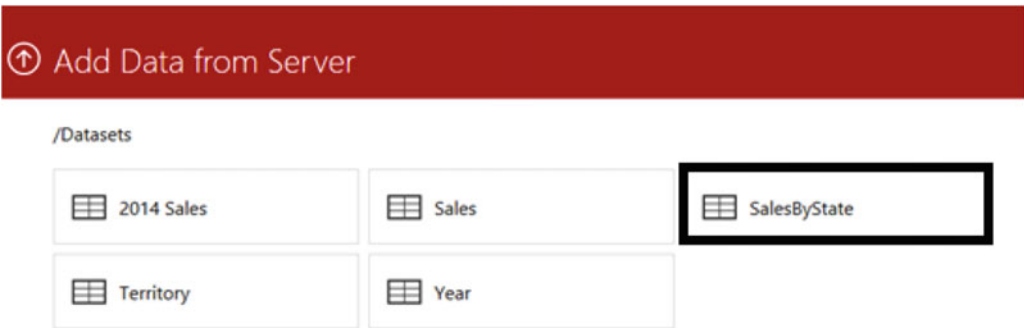 Add Data from Server
/Datasets
2014 Sales
Sales
SalesByState
Territory
Year